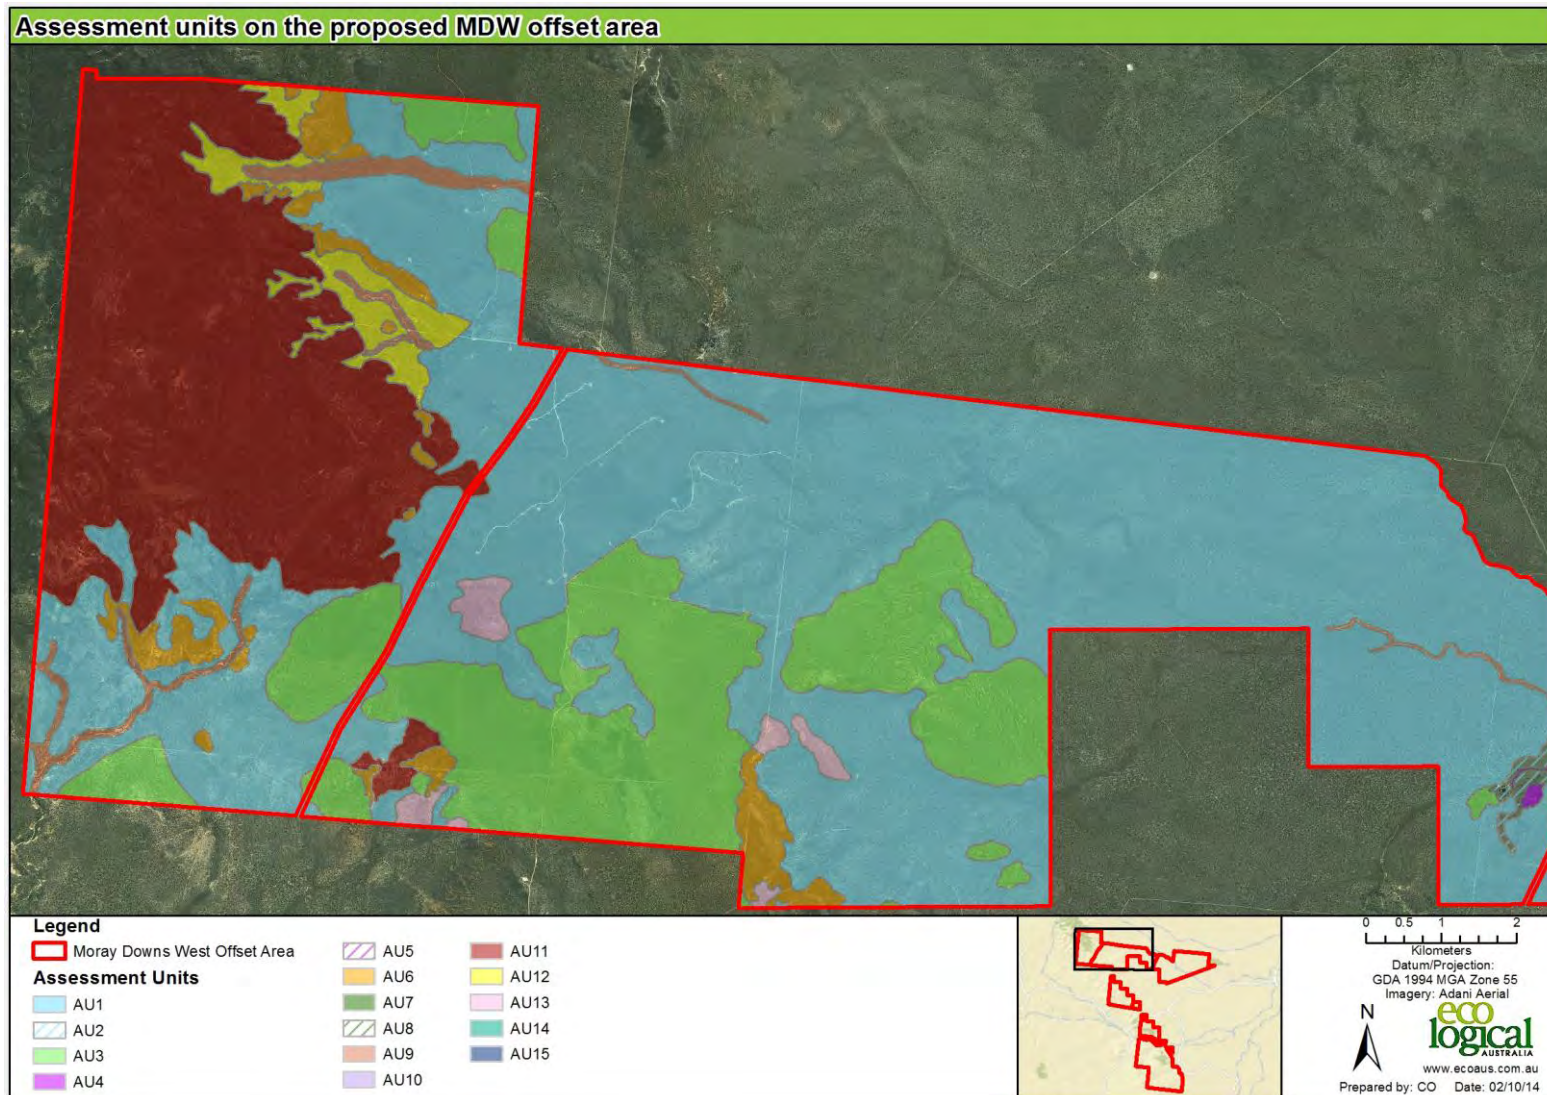 Assessment units on the proposed MDW offset area
Legend
Moray Downs West Offset Area
Assessment Units
AU1
AU2
AU3
AU4
AU5
AU6
AU7
AU8
AU9
AU10
AU11
AU12
AU13
AU14
AU15
0 0.5 1 2
Kilometers
Datum/Projection:
GDA 1994 MGA Zone 55
Imagery: Adani Aerial
N
eco
logical
AUSTRALIA
www.ecoaus.com.au
Prepared by: CO Date: 02/10/14